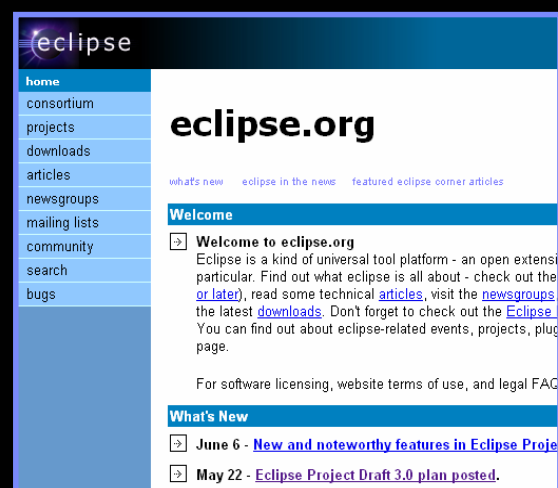 eclipse
home
consortium
projects
downloads
articles
newsgroups
mailing lists
community
search
bugs
eclipse.org
what's new eclipse in the news featured eclipse corner articles
Welcome
Welcome to eclipse.org
Eclipse is a kind of universal tool platform - an open extensi
particular. Find out what eclipse is all about - check out the
or later), read some technical articles, visit the newsgroups
the latest downloads. Don't forget to check out the Eclipse
You can find out about eclipse-related events, projects, plug
page.
For software licensing, website terms of use, and legal FAQ
What's New
June 6 - New and noteworthy features in Eclipse Proje
May 22 - Eclipse Project Draft 3.0 plan posted.